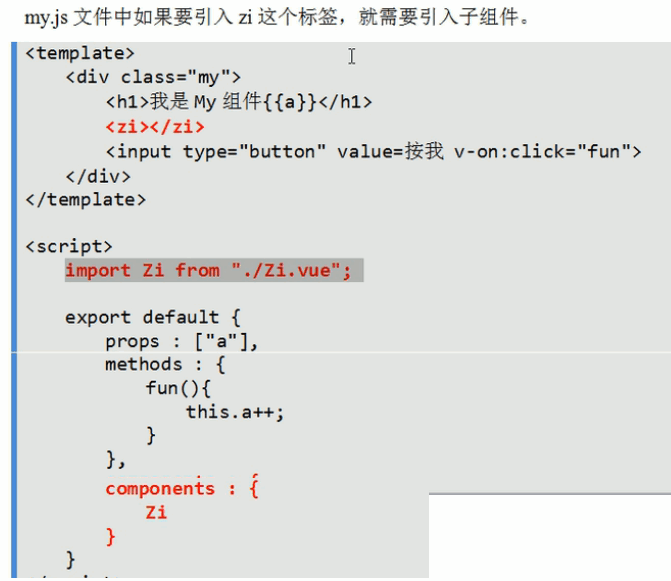 my.js 文件中如果要引入 zi 这个标签，就需要引入子组件。
<template>
<div class="my">
<h1>我是 My 组件{{a}}</h1>
<zi></zi>
<input type="button" value=按我 v-on:click="fun">
</div>
</template>
<script>
import Zi from "./Zi.vue";
export default {
props : ["a"],
methods : {
fun(){
this.a++;
}
},
components : {
Zi
}
}